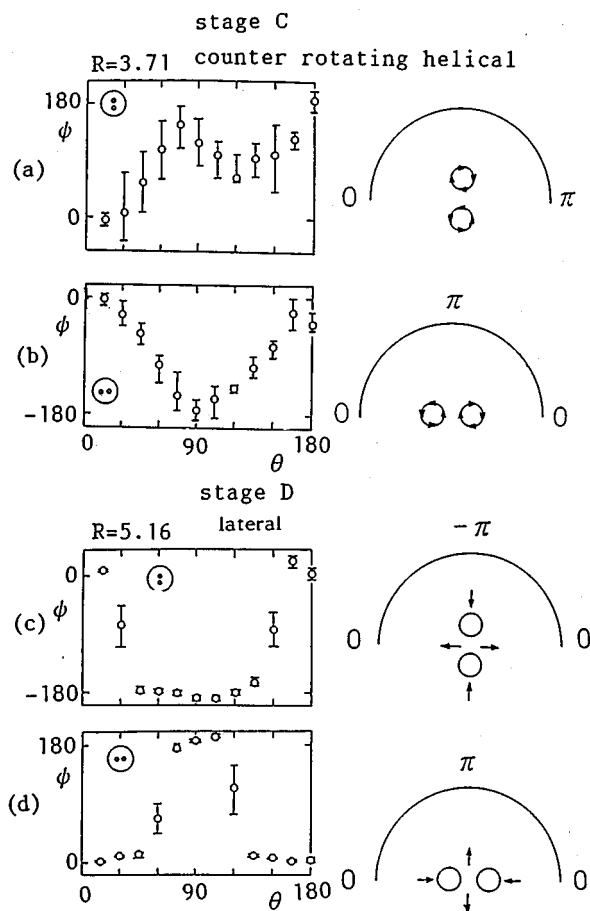 stage C
R=3.71 counter rotating helical
180
ψ
0
(a)
0
π
0
ψ
-180
(b)
0
90
180
θ
π
0
0
stage D
R=5.16 lateral
0
ψ
-180
(c)
-π
0
0
180
ψ
0
(d)
0
90
180
θ
π
0
0